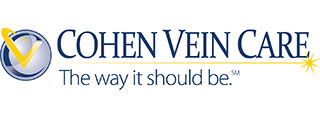 COHEN VEIN CARE
The way it should be.℠